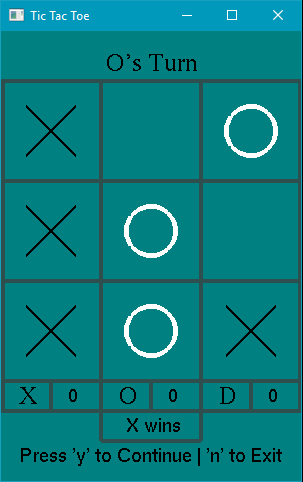 Tic Tac Toe
O's Turn
X 0 O 0 D 0
X wins
Press 'y' to Continue | 'n' to Exit